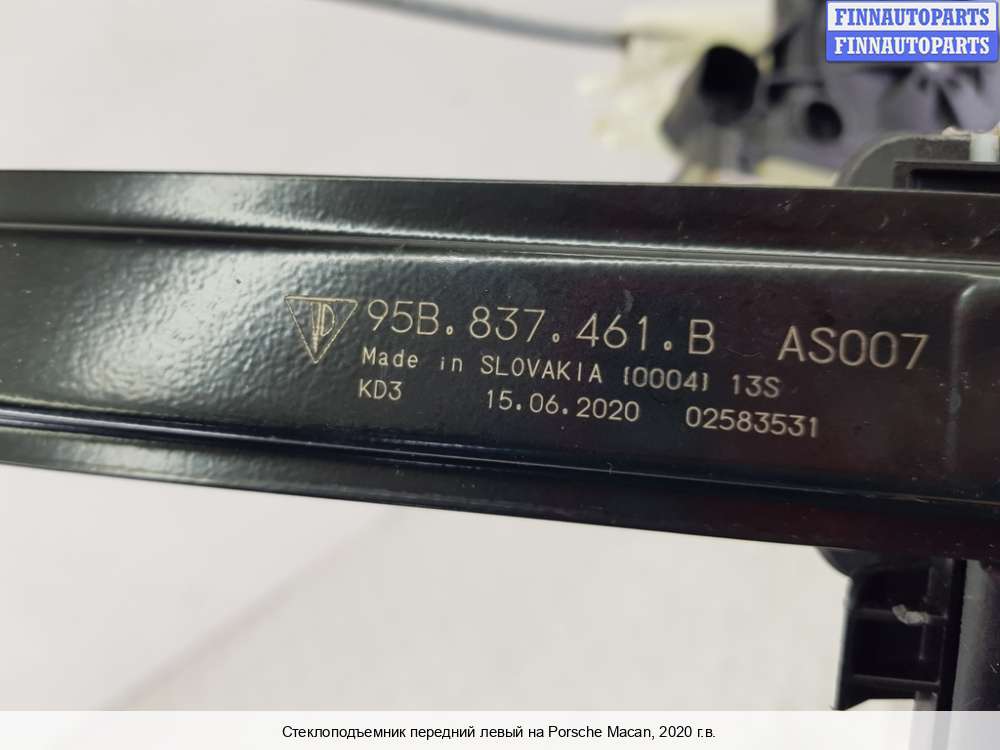 FINNAUTOPARTS
FINNAUTOPARTS
95B.837.461.B AS007
Made in SLOVAKIA (0004) 13S
KD3 15.06.2020 02583531
Стеклоподъемник передний левый на Porsche Macan, 2020 г.в.